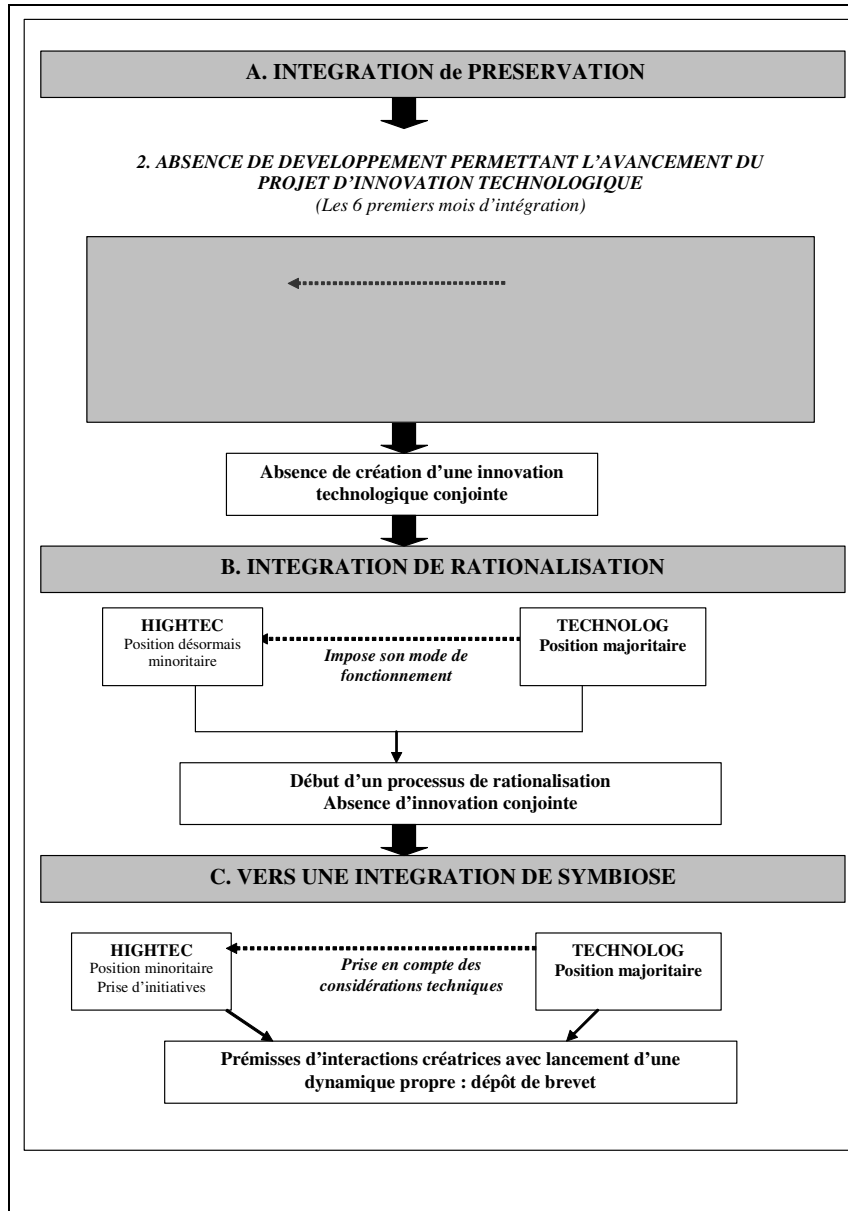 A. INTEGRATION de PRESERVATION
2. ABSENCE DE DEVELOPPEMENT PERMETTANT L’AVANCEMENT DU
PROJET D’INNOVATION TECHNOLOGIQUE
(Les 6 premiers mois d’intégration)
Absence de création d’une innovation
technologique conjointe
B. INTEGRATION DE RATIONALISATION
HIGHTEC
Position désormais
minoritaire
Impose son mode de
fonctionnement
TECHNOLOG
Position majoritaire
Début d’un processus de rationalisation
Absence d’innovation conjointe
C. VERS UNE INTEGRATION DE SYMBIOSE
HIGHTEC
Position minoritaire
Prise d’initiatives
Prise en compte des
considérations techniques
TECHNOLOG
Position majoritaire
Prémisses d’interactions créatrices avec lancement d’une
dynamique propre : dépôt de brevet